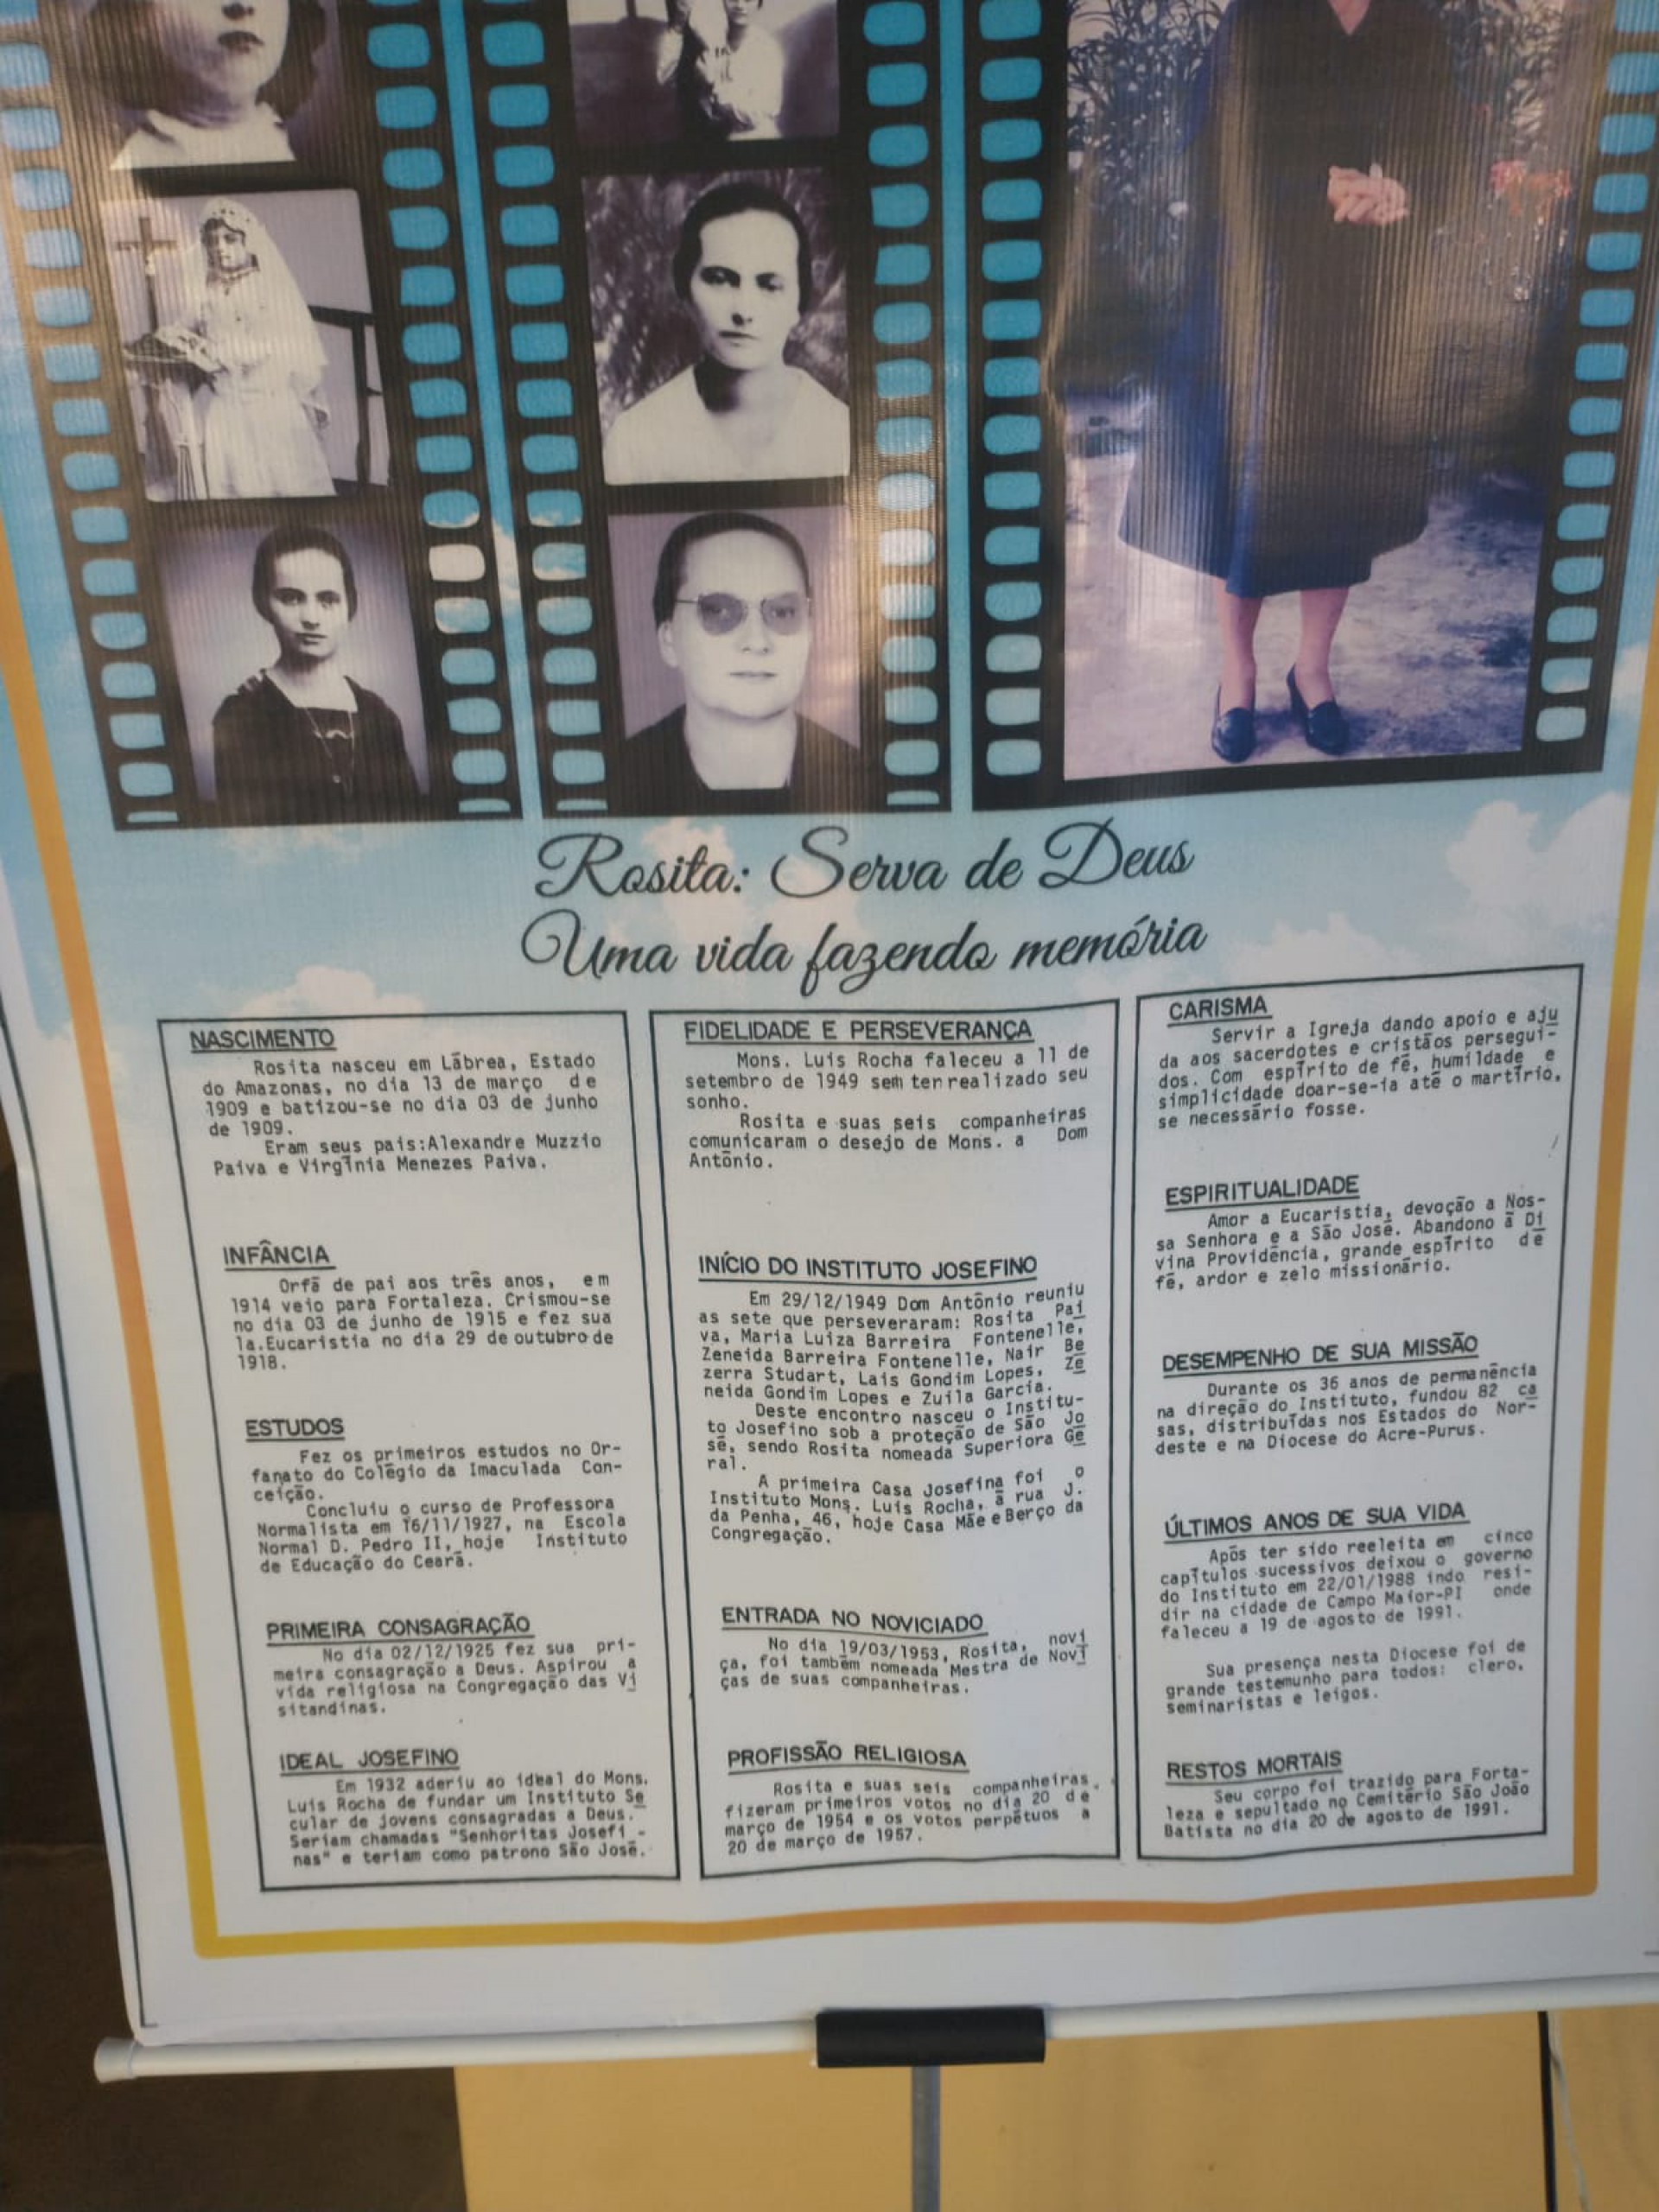 Rosita: Serva de Deus
Uma vida fazendo memória
NASCIMENTO
Rosita nasceu em Lãbrea, Estado
do Amazonas, no dia 13 de março de
1909 e batizou-se no dia 03 de junho
de 1909.
Eram seus pais:Alexandre Muzzio
Paiva e Virgínia Menezes Paiva.
INFÂNCIA
Orfã de pai aos três anos, em
1914 veio para Fortaleza. Crismou-se
no dia 03 de junho de 1915 e fez sua
1a.Eucaristia no dia 29 de outubro de
1918.
ESTUDOS
Fez os primeiros estudos no Or-
fanato do Colégio da Imaculada Con-
ceição.
Concluiu o curso de Professora
Normalista em 16/11/1927, na Escola
Normal D. Pedro II, hoje Instituto
de Educação do Ceará.
PRIMEIRA CONSAGRAÇÃO
No dia 02/12/1925 fez sua pri-
meira consagração a Deus. Aspirou a
vida religiosa na Congregação das Vi
sitandinas.
IDEAL JOSEFINO
Em 1932 aderiu ao ideal do Mons.
Luis Rocha de fundar um Instituto Se
cular de jovens consagradas a Deus.
Seriam chamadas "Senhoritas Josefi -
nas" e teriam como patrono São José.
FIDELIDADE E PERSEVERANÇA
Mons. Luis Rocha faleceu a 11 de
setembro de 1949 sem ter realizado seu
sonho.
Rosita e suas seis companheiras
comunicaram o desejo de Mons. a Dom
Antônio.
INÍCIO DO INSTITUTO JOSEFINO
Em 29/12/1949 Dom Antônio reuniu
as sete que perseveraram: Rosita Pai
va, Maria Luiza Barreira Fontenelle,
Zeneida Barreira Fontenelle, Nair Be
zerra Studart, Lais Gondim Lopes, Ze
neida Gondim Lopes e Zuila Garcia.
Deste encontro nasceu o Institu-
to Josefino sob a proteção de São Jo
sé, sendo Rosita nomeada Superiora Ge
ral.
A primeira Casa Josefina foi o
Instituto Mons. Luis Rocha, à rua J.
da Penha, 46, hoje Casa Mãe e Berço da
Congregação.
ENTRADA NO NOVICIADO
No dia 19/03/1953, Rosita, novi
ça, foi também nomeada Mestra de Novi
ças de suas companheiras.
PROFISSÃO RELIGIOSA
Rosita e suas seis companheiras.
fizeram primeiros votos no dia 20 de
março de 1954 e os votos perpétuos a
20 de março de 1957.
CARISMA
Servir a Igreja dando apoio e aju
da aos sacerdotes e cristãos persegui-
dos. Com espírito de fé, humildade e
simplicidade doar-se-ia até o martírio,
se necessário fosse.
ESPIRITUALIDADE
Amor a Eucaristia, devoção a Nos-
sa Senhora e a São José. Abandono à Di
vina Providência, grande espírito de
fé, ardor e zelo missionário.
DESEMPENHO DE SUA MISSÃO
Durante os 36 anos de permanência
na direção do Instituto, fundou 82 ca
sas, distribuídas nos Estados do Nor-
deste e na Diocese do Acre-Purus.
ÚLTIMOS ANOS DE SUA VIDA
Após ter sido reeleita em cinco
capítulos sucessivos deixou o governo
do Instituto em 22/01/1988 indo resi-
dir na cidade de Campo Maior-PI onde
faleceu a 19 de agosto de 1991.
Sua presença nesta Diocese foi de
grande testemunho para todos: clero,
seminaristas e leigos.
RESTOS MORTAIS
Seu corpo foi trazido para Forta-
leza e sepultado no Cemitério São João
Batista no dia 20 de agosto de 1991.